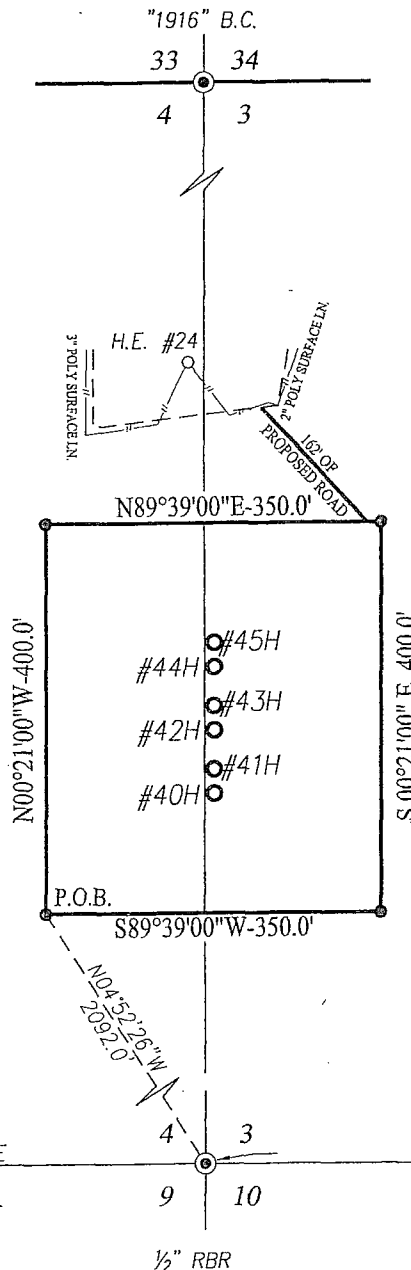 "1916" B.C.
33 34
4 3
H.E. #24
3" POLY SURFACE LN.
2" POLY SURFACE LN.
162' OF
PROPOSED ROAD
N89°39'00"E-350.0'
N00°21'00"W-400.0'
S 00°21'00" E 400.0'
#45H
#44H
#43H
#42H
#41H
#40H
P.O.B.
S89°39'00"W-350.0'
N04°52'26"W
2092.0'
4 3
9 10
½" RBR